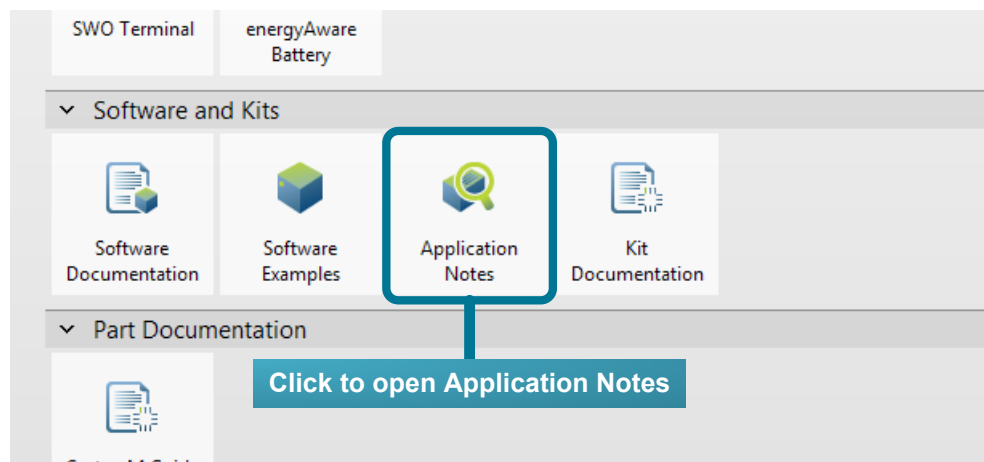 SWO Terminal
energyAware
Battery
Software and Kits
Software
Documentation
Software
Examples
Application
Notes
Kit
Documentation
Part Documentation
Click to open Application Notes